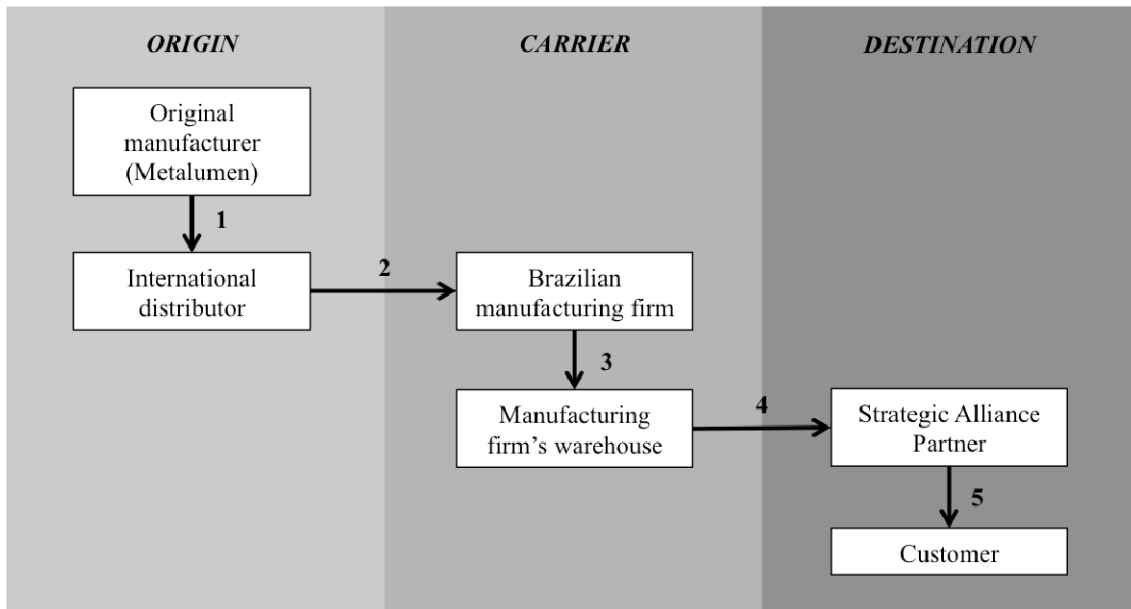 ORIGIN
CARRIER
DESTINATION
Original
manufacturer
(Metalumen)
1
International
distributor
2
Brazilian
manufacturing firm
3
Manufacturing
firm's warehouse
4
Strategic Alliance
Partner
5
Customer